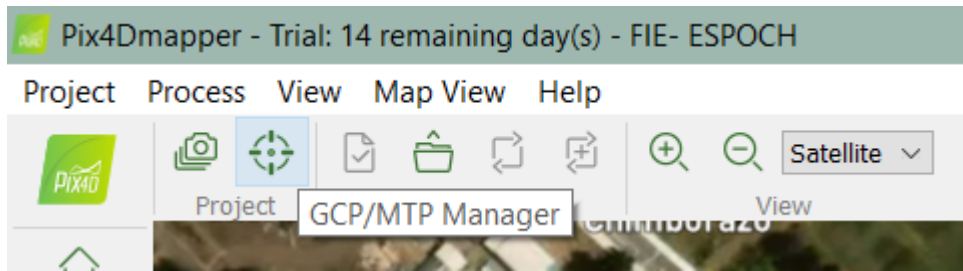 Pix4Dmapper - Trial: 14 remaining day(s) - FIE- ESPOCH
Project Process View Map View Help
PIX4D
Satellite
Project
View
GCP/MTP Manager
Chimborazo